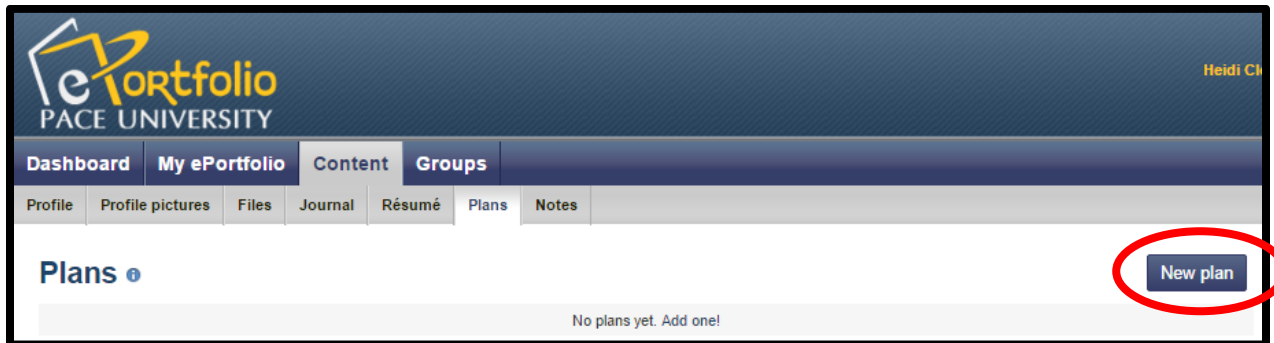 ePortfolio
PACE UNIVERSITY
Heidi
Dashboard My ePortfolio Content Groups
Profile Profile pictures Files Journal Résumé Plans Notes
Plans
New plan
No plans yet. Add one!